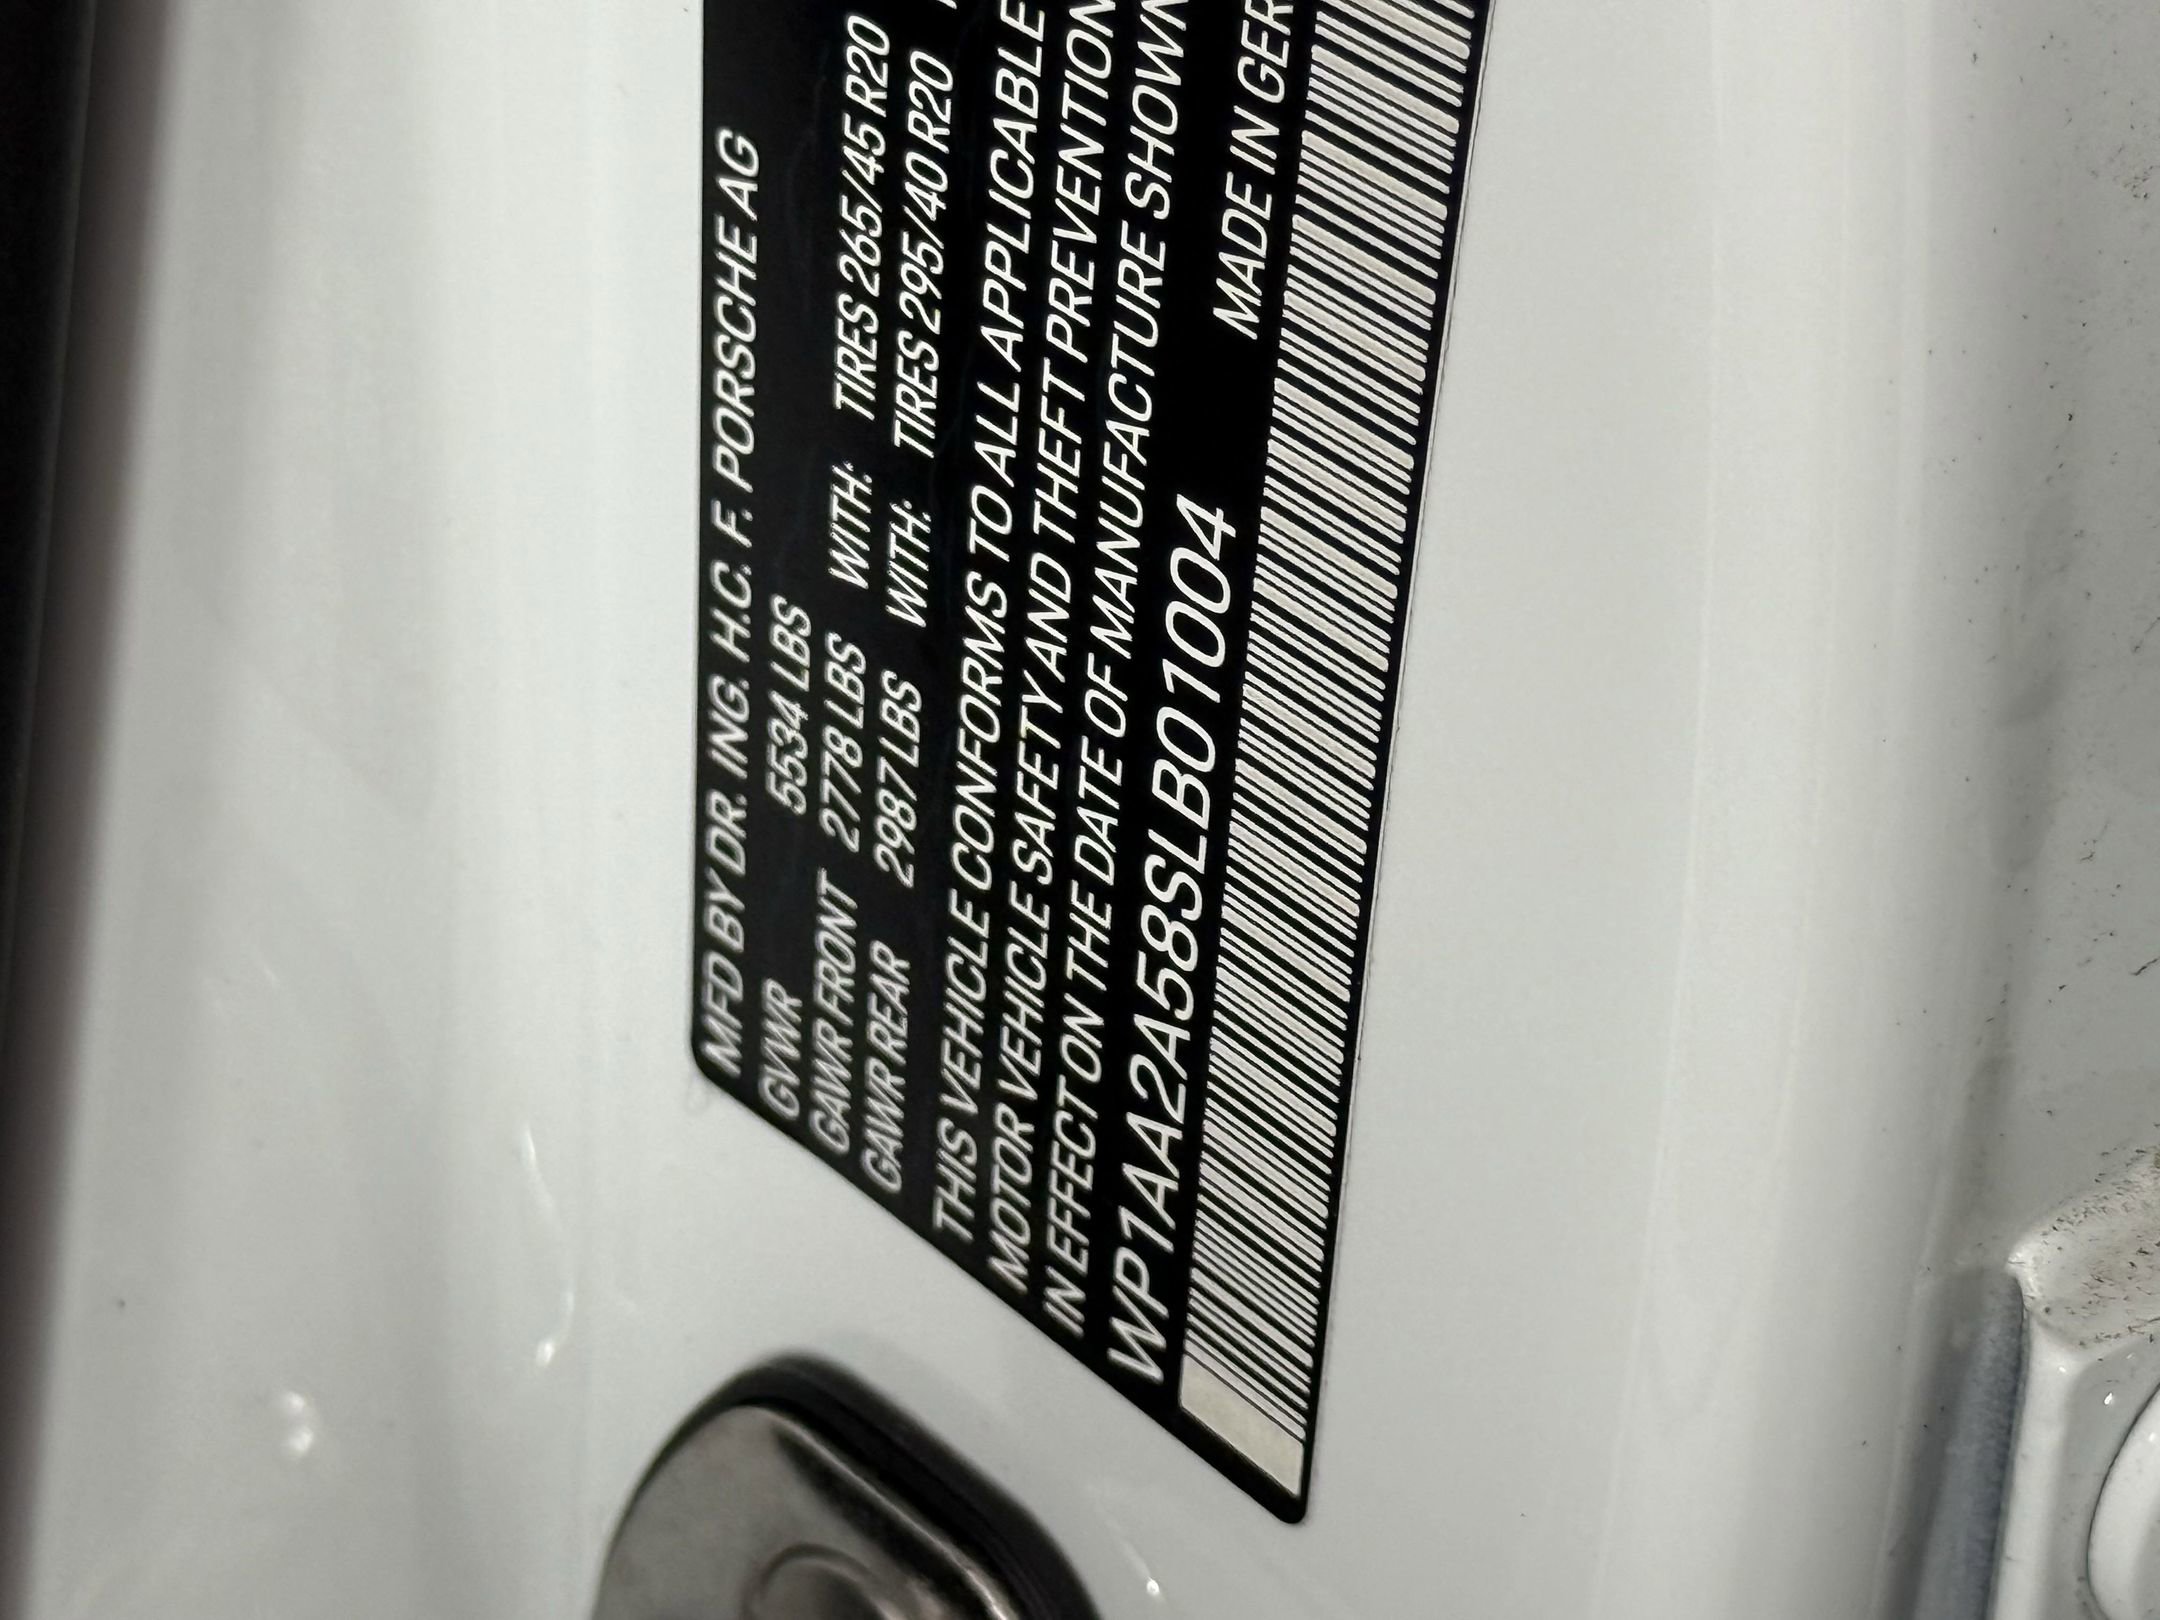 MFD BY DR. ING. H.C. F. PORSCHE AG
GVWR 5534 LBS
GAWR FRONT 2778 LBS WITH: TIRES 265/45 R20
GAWR REAR 2987 LBS WITH: TIRES 295/40 R20
THIS VEHICLE CONFORMS TO ALL APPLICABLE
MOTOR VEHICLE SAFETY AND THEFT PREVENTION
IN EFFECT ON THE DATE OF MANUFACTURE SHOWN
WP1AA2A58SLB01004 MADE IN GER